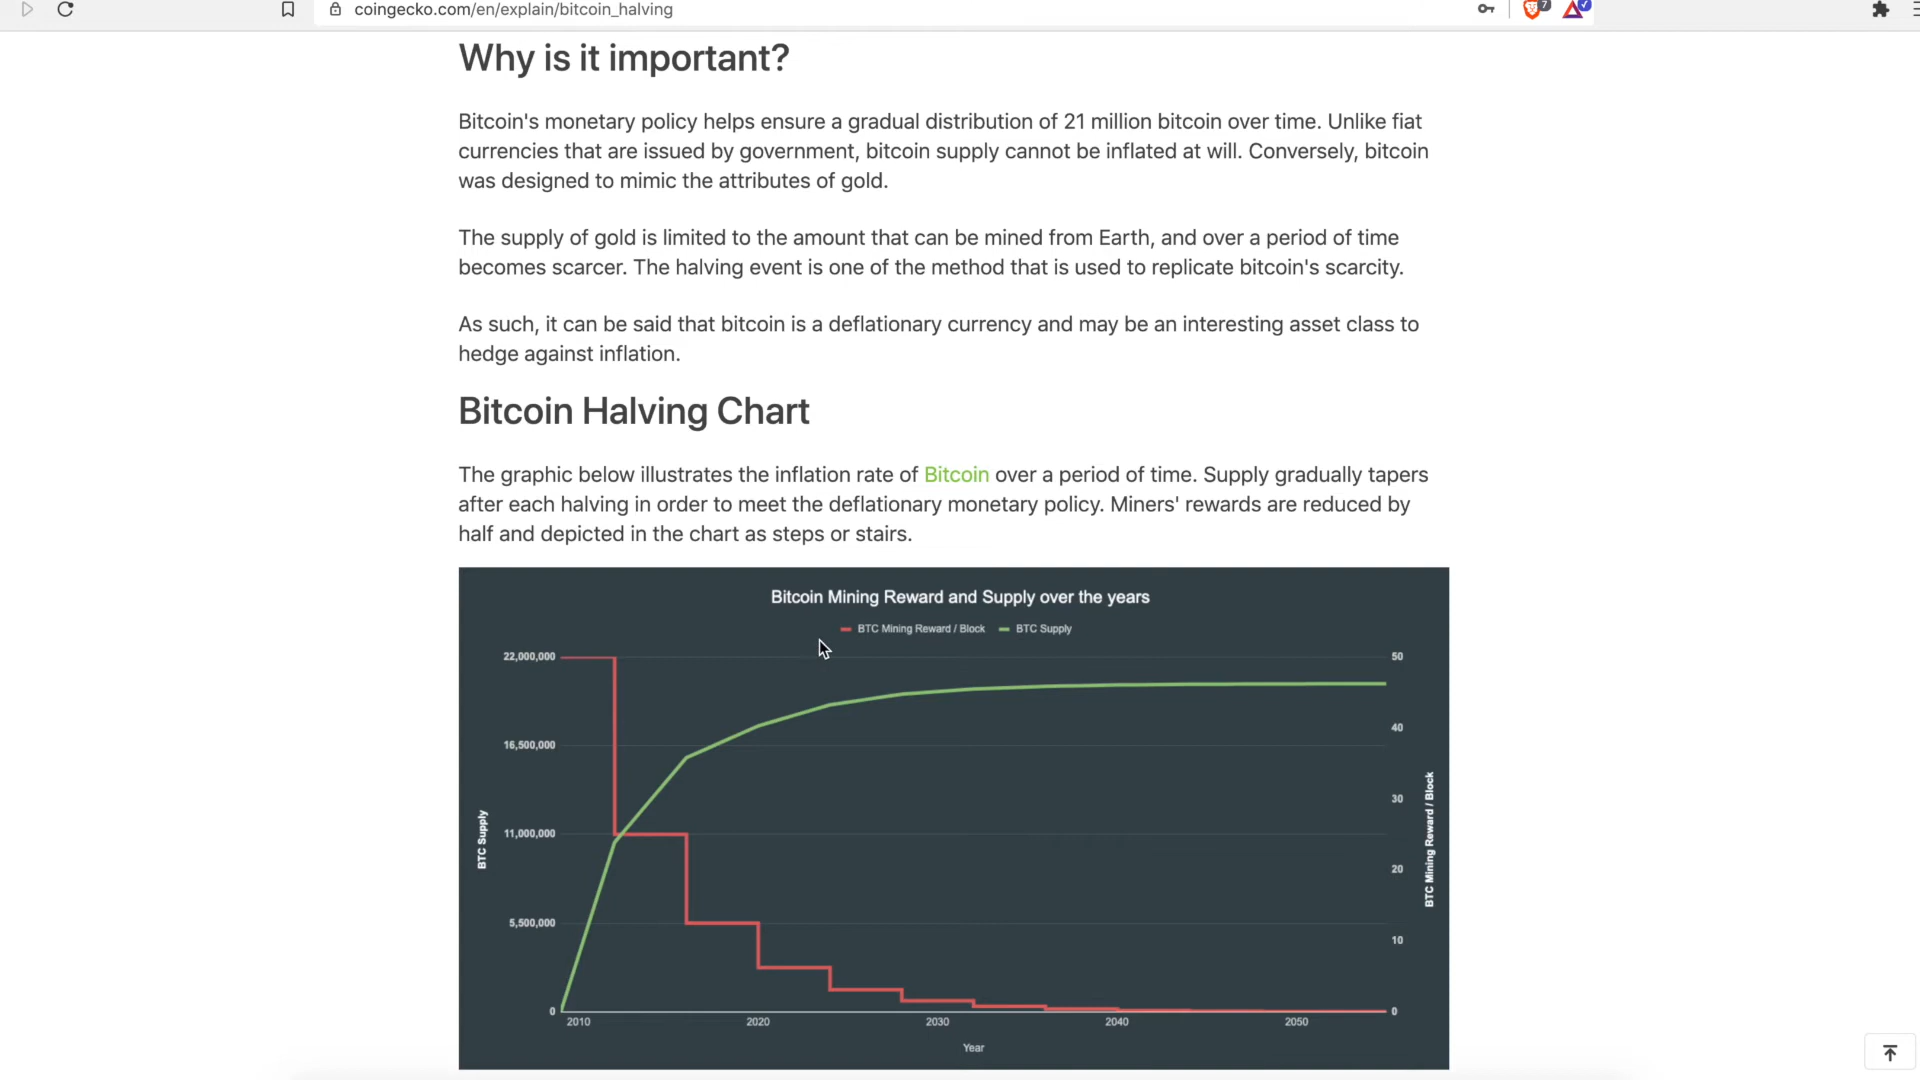 coingecko.com/en/explain/bitcoin_halving
7
Why is it important?
Bitcoin's monetary policy helps ensure a gradual distribution of 21 million bitcoin over time. Unlike fiat
currencies that are issued by government, bitcoin supply cannot be inflated at will. Conversely, bitcoin
was designed to mimic the attributes of gold.
The supply of gold is limited to the amount that can be mined from Earth, and over a period of time
becomes scarcer. The halving event is one of the method that is used to replicate bitcoin's scarcity.
As such, it can be said that bitcoin is a deflationary currency and may be an interesting asset class to
hedge against inflation.
Bitcoin Halving Chart
The graphic below illustrates the inflation rate of Bitcoin over a period of time. Supply gradually tapers
after each halving in order to meet the deflationary monetary policy. Miners' rewards are reduced by
half and depicted in the chart as steps or stairs.
Bitcoin Mining Reward and Supply over the years
BTC Mining Reward / Block BTC Supply
22,000,000 50
40
16,500,000
30
11,000,000
20
5,500,000
10
0 0
BTC Supply
BTC Mining Reward / Block
2010 2020 2030 2040 2050
Year